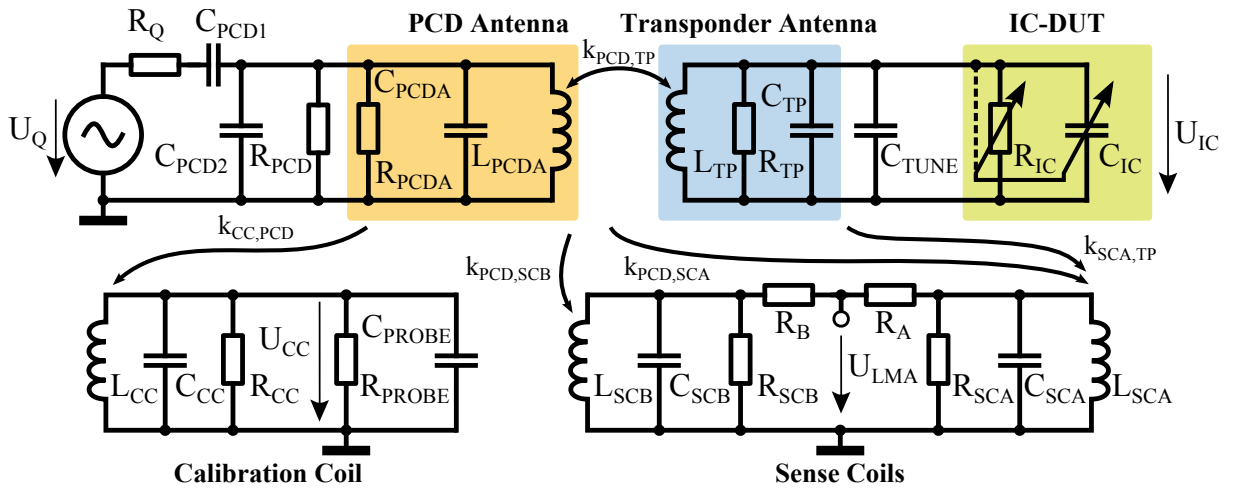 PCD Antenna
Transponder Antenna
IC-DUT
R_Q
C_PCD1
k_PCD,TP
U_Q
C_PCD2
R_PCD
C_PCDA
R_PCDA
L_PCDA
L_TP
C_TP
R_TP
C_TUNE
R_IC
C_IC
U_IC
k_CC,PCD
k_PCD,SCB
k_PCD,SCA
k_SCA,TP
L_CC
C_CC
R_CC
U_CC
C_PROBE
R_PROBE
L_SCB
C_SCB
R_SCB
R_B
R_A
U_LMA
R_SCA
C_SCA
L_SCA
Calibration Coil
Sense Coils